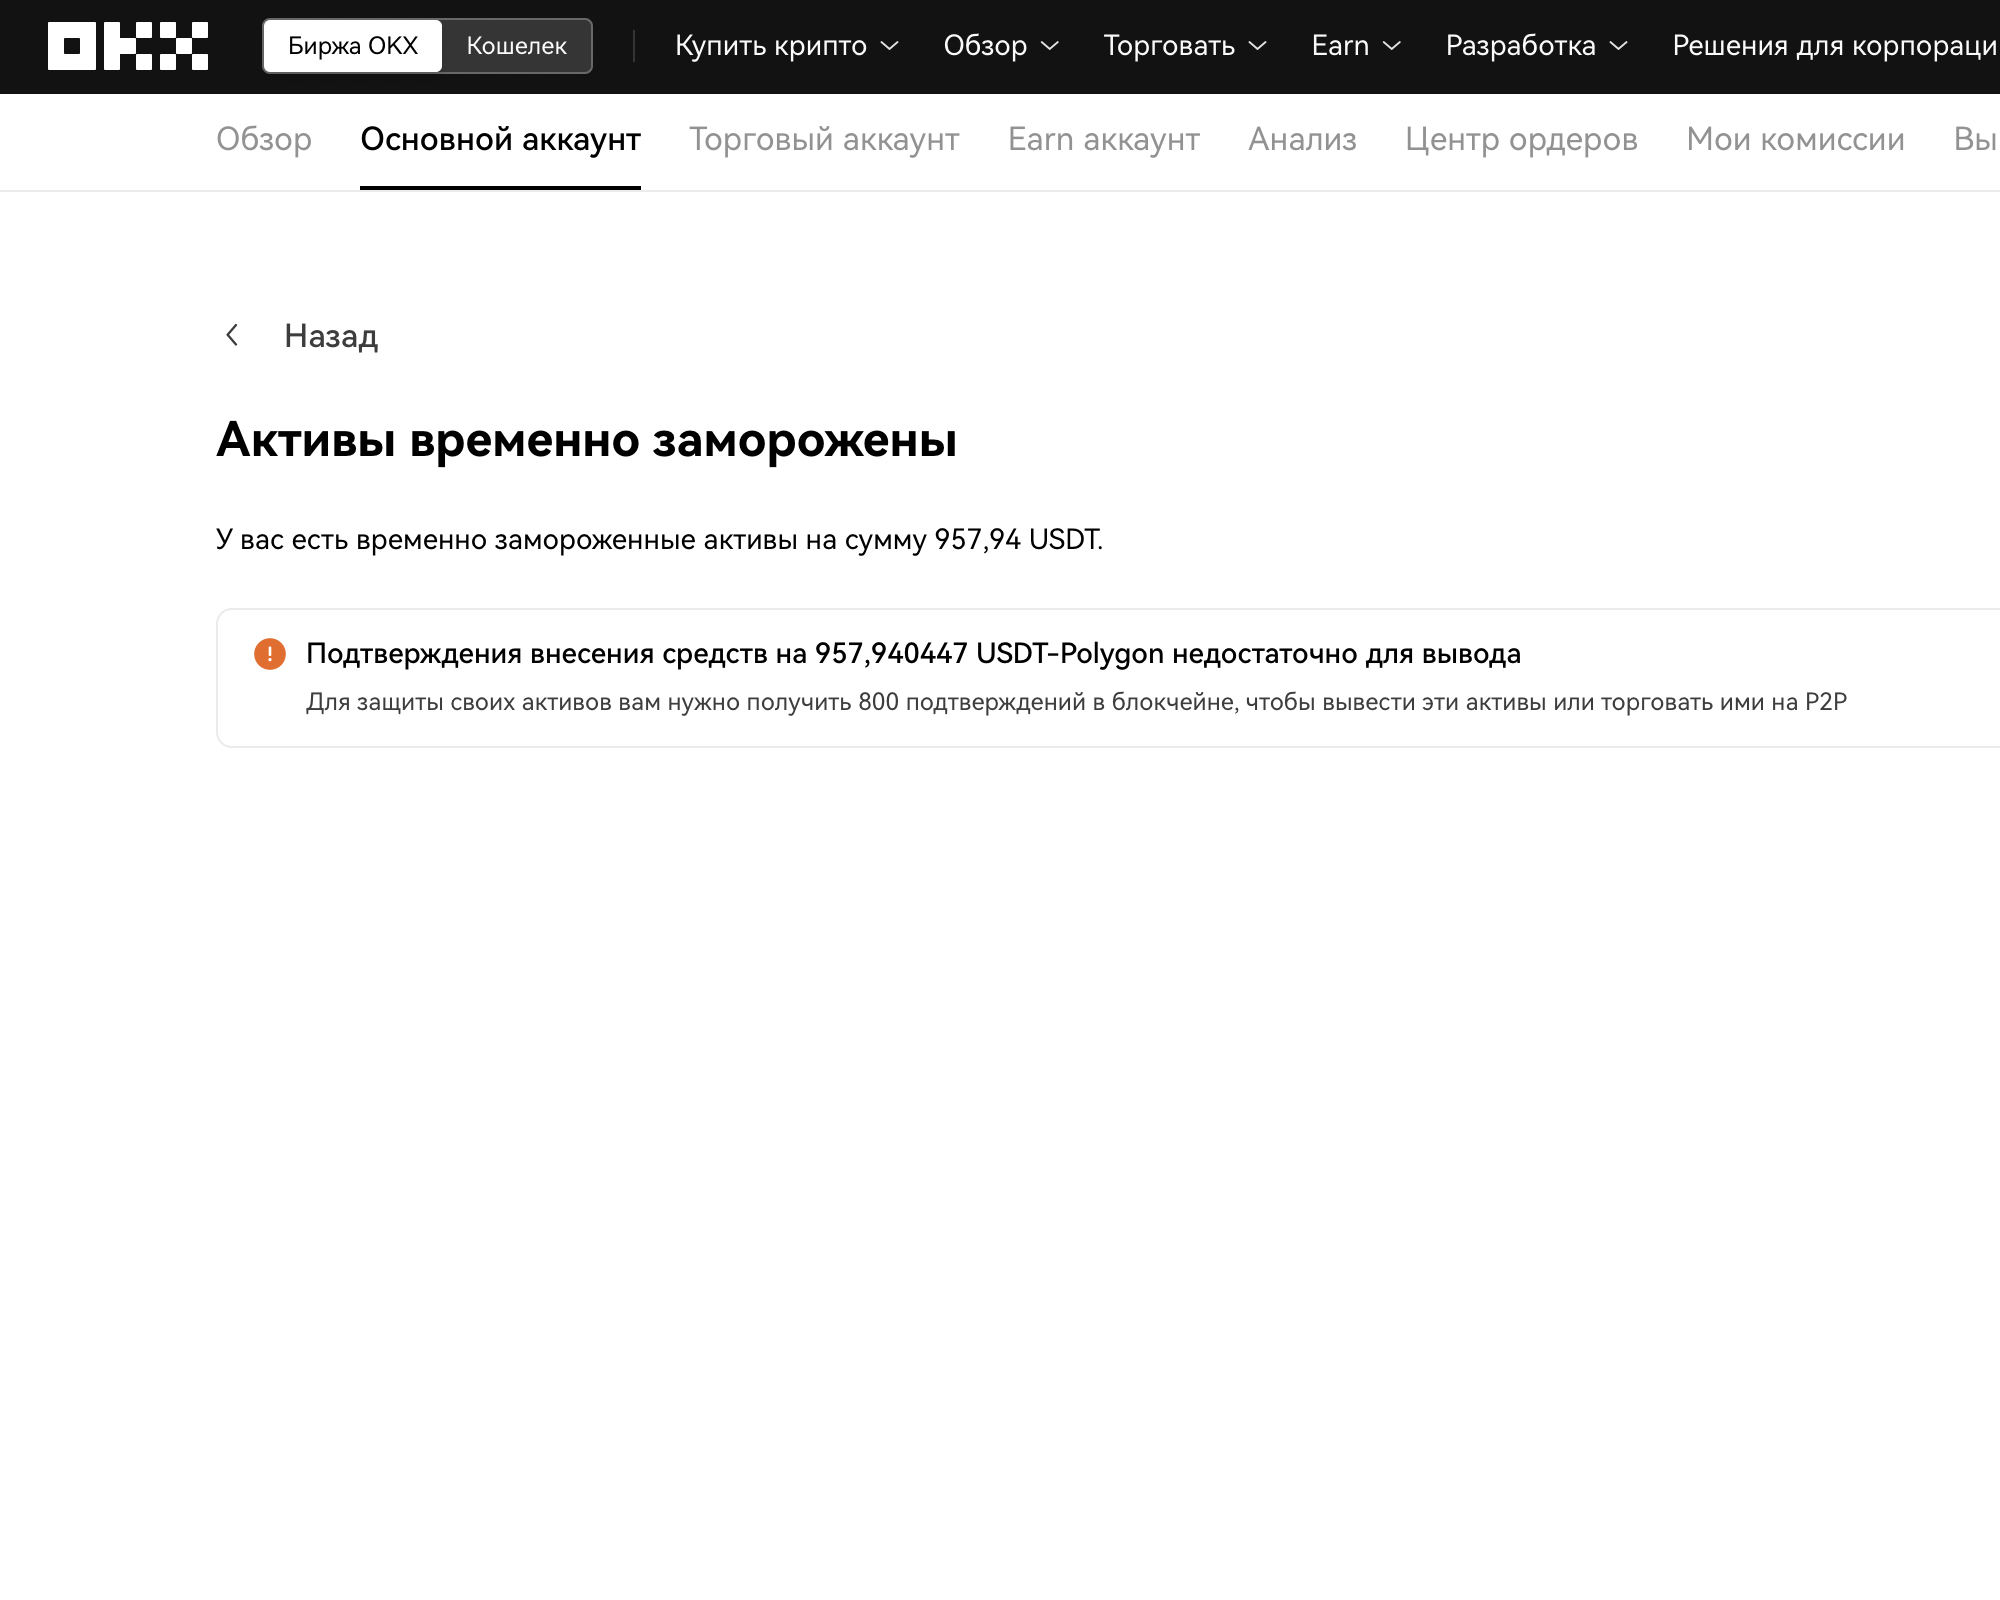 OKX
Биржа OKX Кошелек Купить крипто Обзор Торговать Earn Разработка Решения для корпораци
Обзор Основной аккаунт Торговый аккаунт Earn аккаунт Анализ Центр ордеров Мои комиссии Вы
Назад
Активы временно заморожены
У вас есть временно замороженные активы на сумму 957,94 USDT.
Подтверждения внесения средств на 957,940447 USDT-Polygon недостаточно для вывода
Для защиты своих активов вам нужно получить 800 подтверждений в блокчейне, чтобы вывести эти активы или торговать ими на P2P